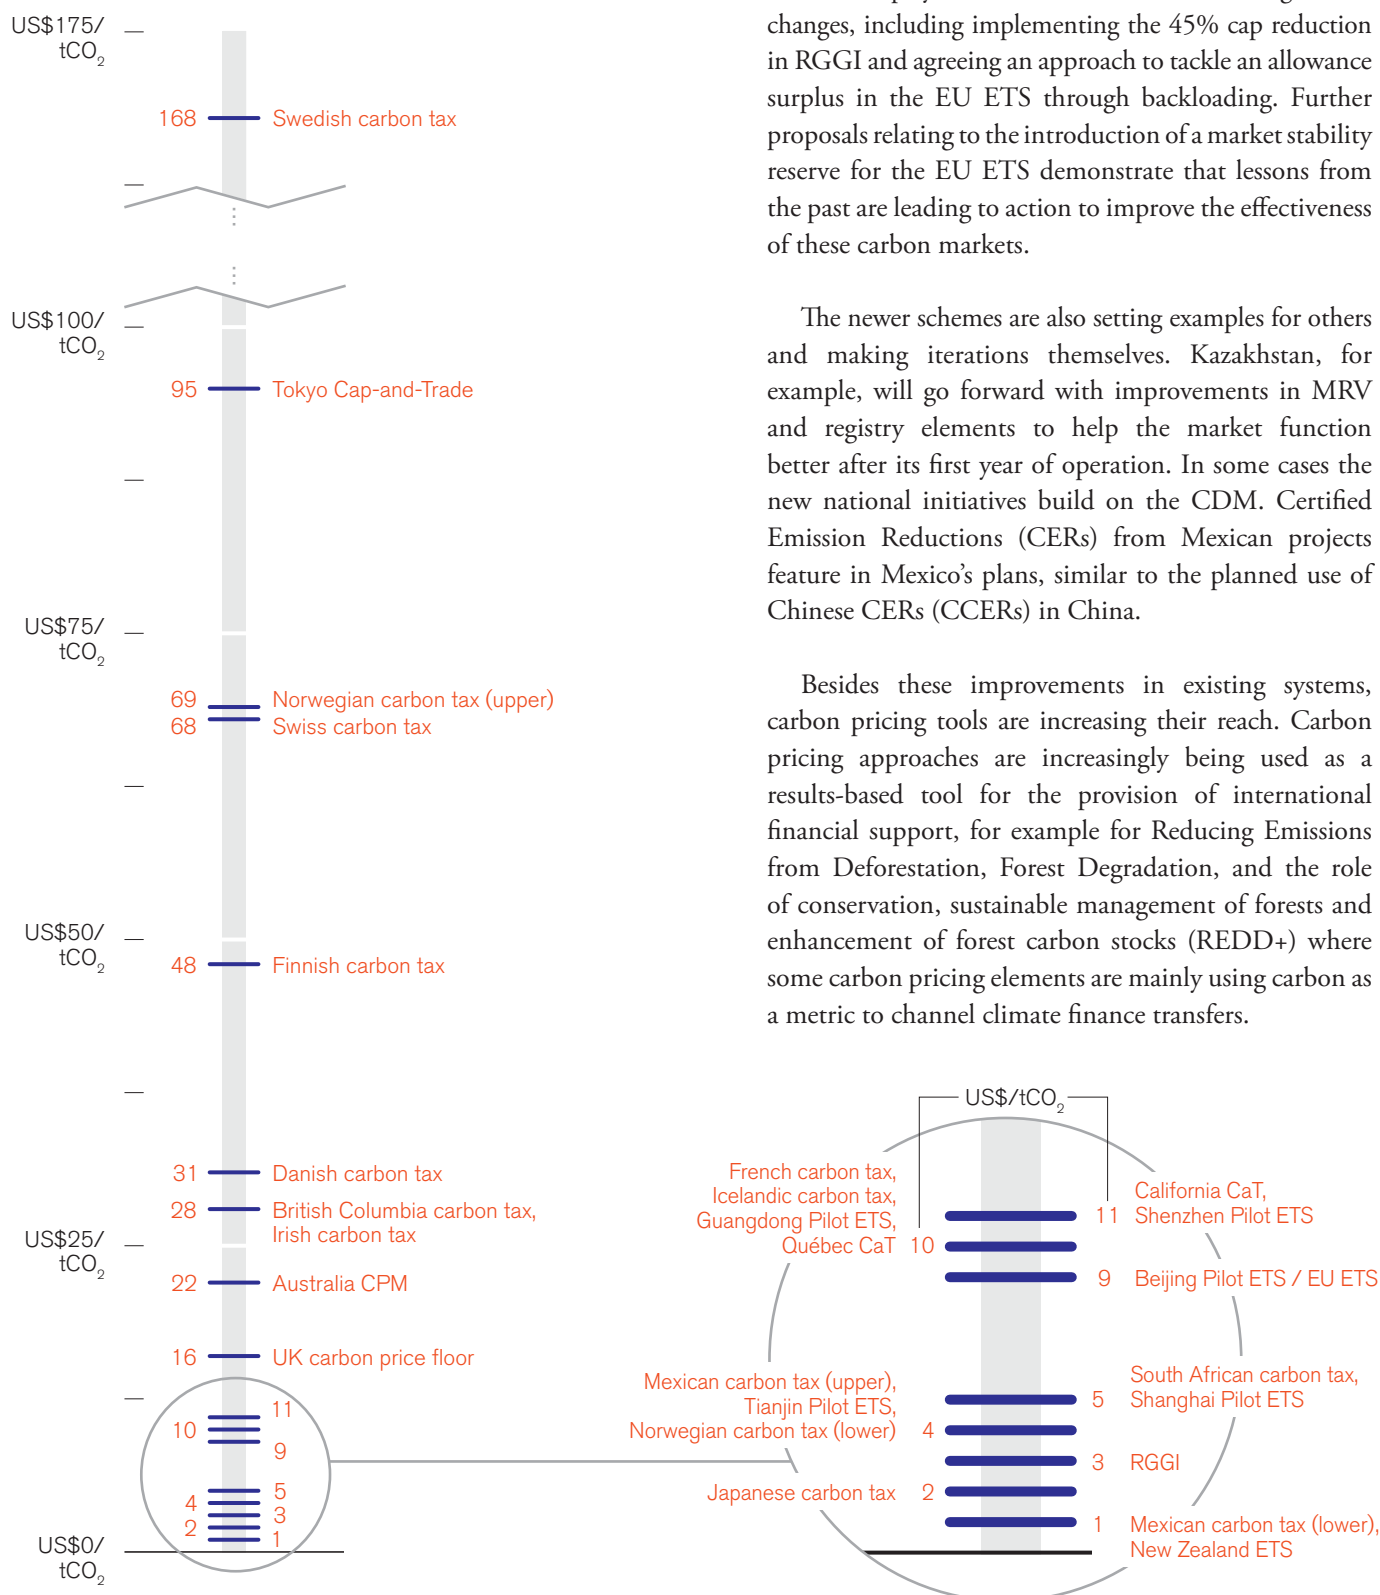 US$175/
tCO2
168 Swedish carbon tax
US$100/
tCO2
95 Tokyo Cap-and-Trade
US$75/
tCO2
69 Norwegian carbon tax (upper)
68 Swiss carbon tax
US$50/
tCO2
48 Finnish carbon tax
31 Danish carbon tax
28 British Columbia carbon tax,
Irish carbon tax
US$25/
tCO2
22 Australia CPM
16 UK carbon price floor
11
10
9
5
4
3
2
1
US$0/
tCO2
changes, including implementing the 45% cap reduction
in RGGI and agreeing an approach to tackle an allowance
surplus in the EU ETS through backloading. Further
proposals relating to the introduction of a market stability
reserve for the EU ETS demonstrate that lessons from
the past are leading to action to improve the effectiveness
of these carbon markets.
The newer schemes are also setting examples for others
and making iterations themselves. Kazakhstan, for
example, will go forward with improvements in MRV
and registry elements to help the market function
better after its first year of operation. In some cases the
new national initiatives build on the CDM. Certified
Emission Reductions (CERs) from Mexican projects
feature in Mexico’s plans, similar to the planned use of
Chinese CERs (CCERs) in China.
Besides these improvements in existing systems,
carbon pricing tools are increasing their reach. Carbon
pricing approaches are increasingly being used as a
results-based tool for the provision of international
financial support, for example for Reducing Emissions
from Deforestation, Forest Degradation, and the role
of conservation, sustainable management of forests and
enhancement of forest carbon stocks (REDD+) where
some carbon pricing elements are mainly using carbon as
a metric to channel climate finance transfers.
US$/tCO2
French carbon tax,
Icelandic carbon tax,
Guangdong Pilot ETS,
Québec CaT 10
11 California CaT,
Shenzhen Pilot ETS
9 Beijing Pilot ETS / EU ETS
Mexican carbon tax (upper),
Tianjin Pilot ETS,
Norwegian carbon tax (lower) 4
5 South African carbon tax,
Shanghai Pilot ETS
3 RGGI
Japanese carbon tax 2
1 Mexican carbon tax (lower),
New Zealand ETS